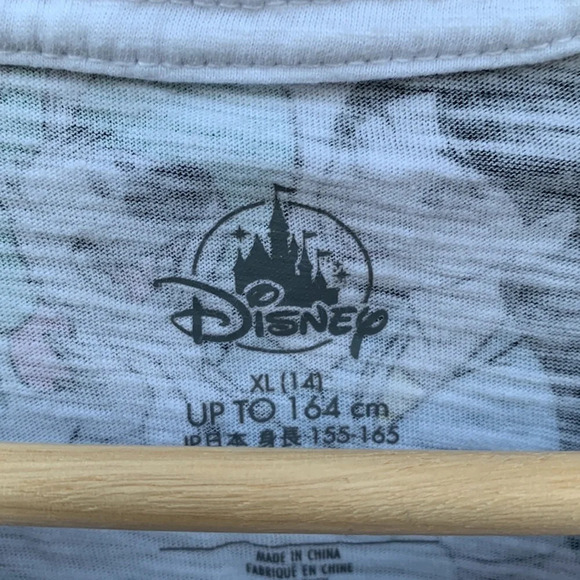 Disney
XL (14)
UP TO 164 cm
JP日本 身長 155-165
MADE IN CHINA
FABRIQUÉ EN CHINE